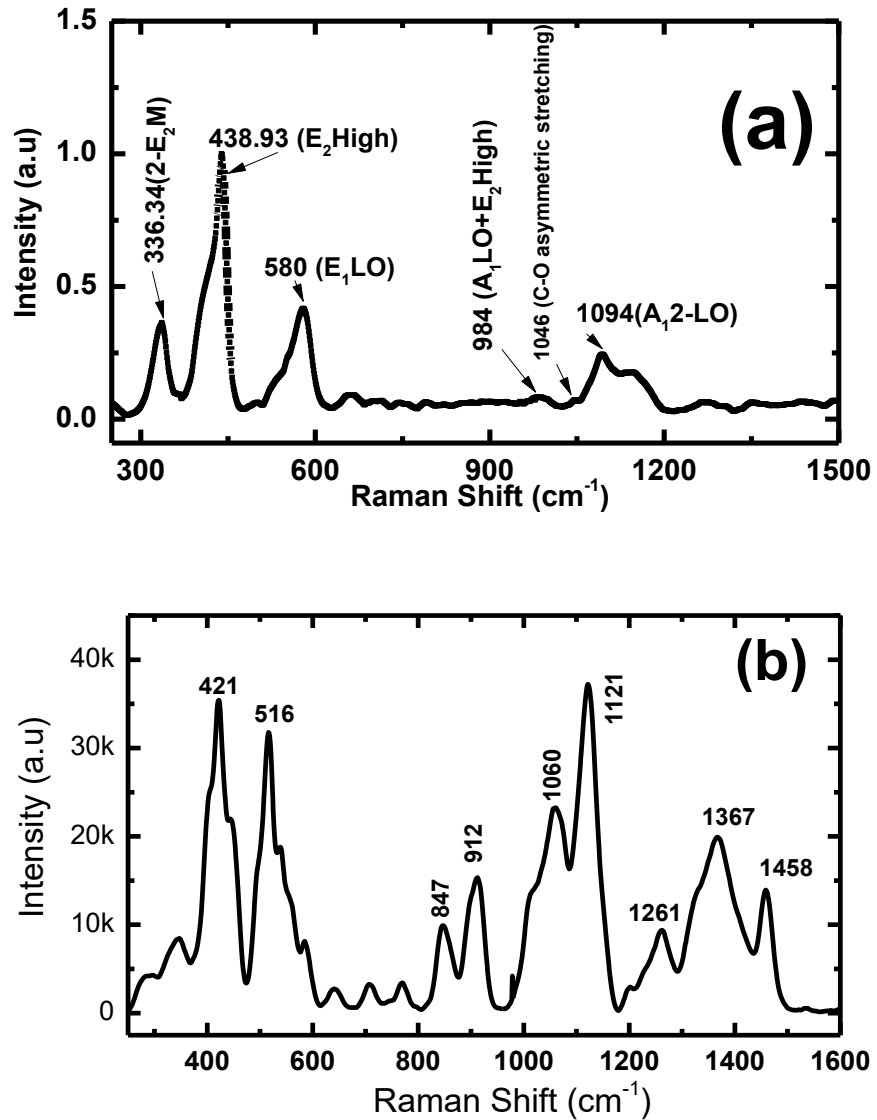 (a)
1.5
1.0
0.5
0.0
Intensity (a.u)
336.34(2-E₂M)
438.93 (E₂High)
580 (E₁LO)
984 (A₁LO+E₂High)
1046 (C-O asymmetric stretching)
1094(A₁2-LO)
300 600 900 1200 1500
Raman Shift (cm⁻¹)
(b)
40k
30k
20k
10k
0
Intensity (a.u)
421
516
847
912
1060
1121
1261
1367
1458
400 600 800 1000 1200 1400 1600
Raman Shift (cm⁻¹)